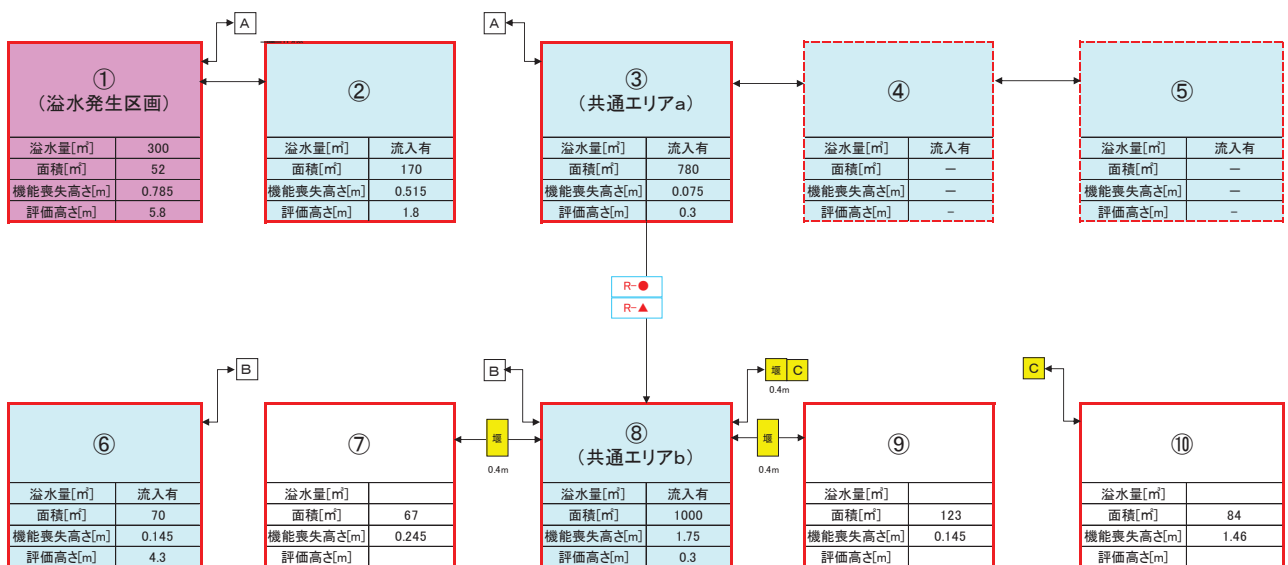 A
A
①
(溢水発生区画)
溢水量[㎥] 300
面積[㎡] 52
機能喪失高さ[m] 0.785
評価高さ[m] 5.8
②
溢水量[㎥] 流入有
面積[㎡] 170
機能喪失高さ[m] 0.515
評価高さ[m] 1.8
③
(共通エリアa)
溢水量[㎥] 流入有
面積[㎡] 780
機能喪失高さ[m] 0.075
評価高さ[m] 0.3
④
溢水量[㎥] 流入有
面積[㎡] －
機能喪失高さ[m] －
評価高さ[m] -
⑤
溢水量[㎥] 流入有
面積[㎡] －
機能喪失高さ[m] －
評価高さ[m] -
R-●
R-▲
B
B
堰 C
0.4m
C
⑥
溢水量[㎥] 流入有
面積[㎡] 70
機能喪失高さ[m] 0.145
評価高さ[m] 4.3
⑦
溢水量[㎥]
面積[㎡] 67
機能喪失高さ[m] 0.245
評価高さ[m]
堰
0.4m
⑧
(共通エリアb)
溢水量[㎥] 流入有
面積[㎡] 1000
機能喪失高さ[m] 1.75
評価高さ[m] 0.3
堰
0.4m
⑨
溢水量[㎥]
面積[㎡] 123
機能喪失高さ[m] 0.145
評価高さ[m]
⑩
溢水量[㎥]
面積[㎡] 84
機能喪失高さ[m] 1.46
評価高さ[m]